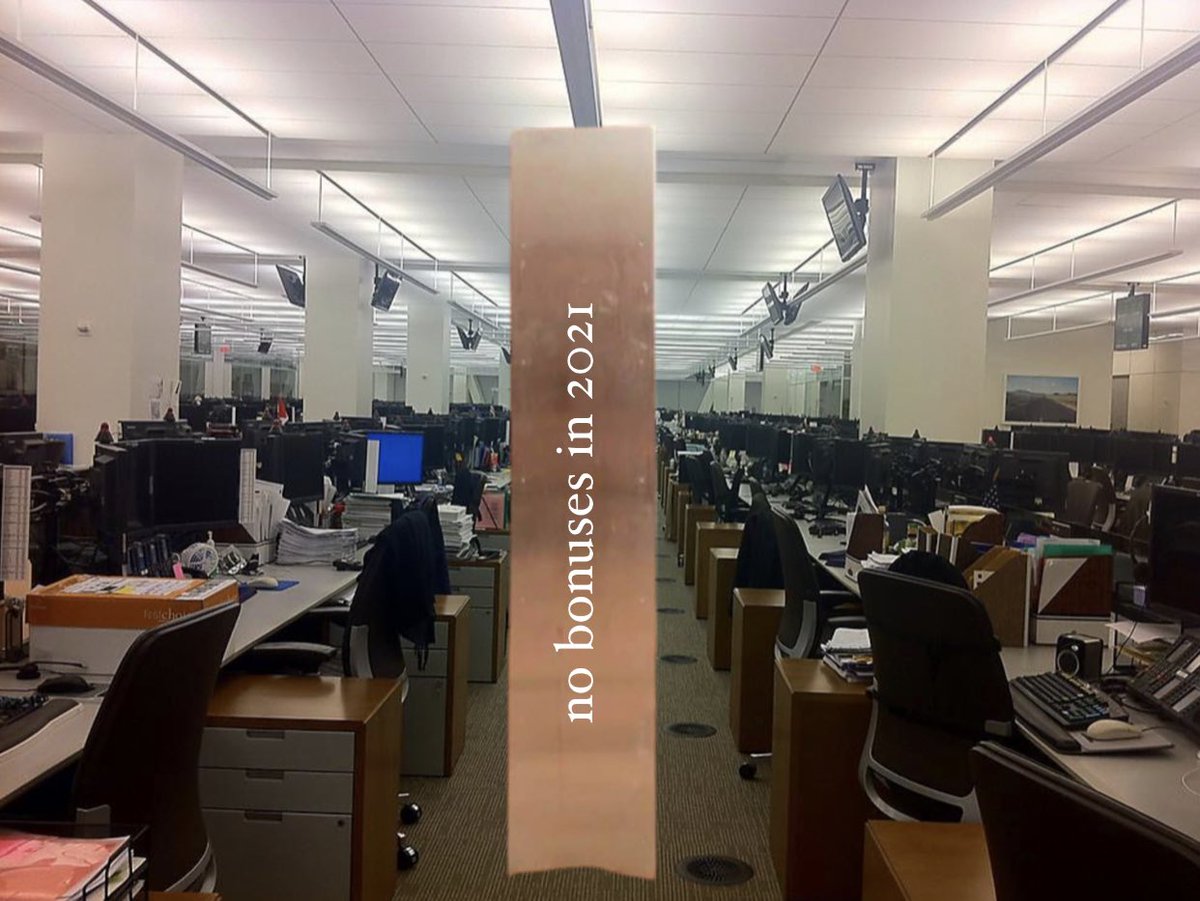 no bonuses in 2021